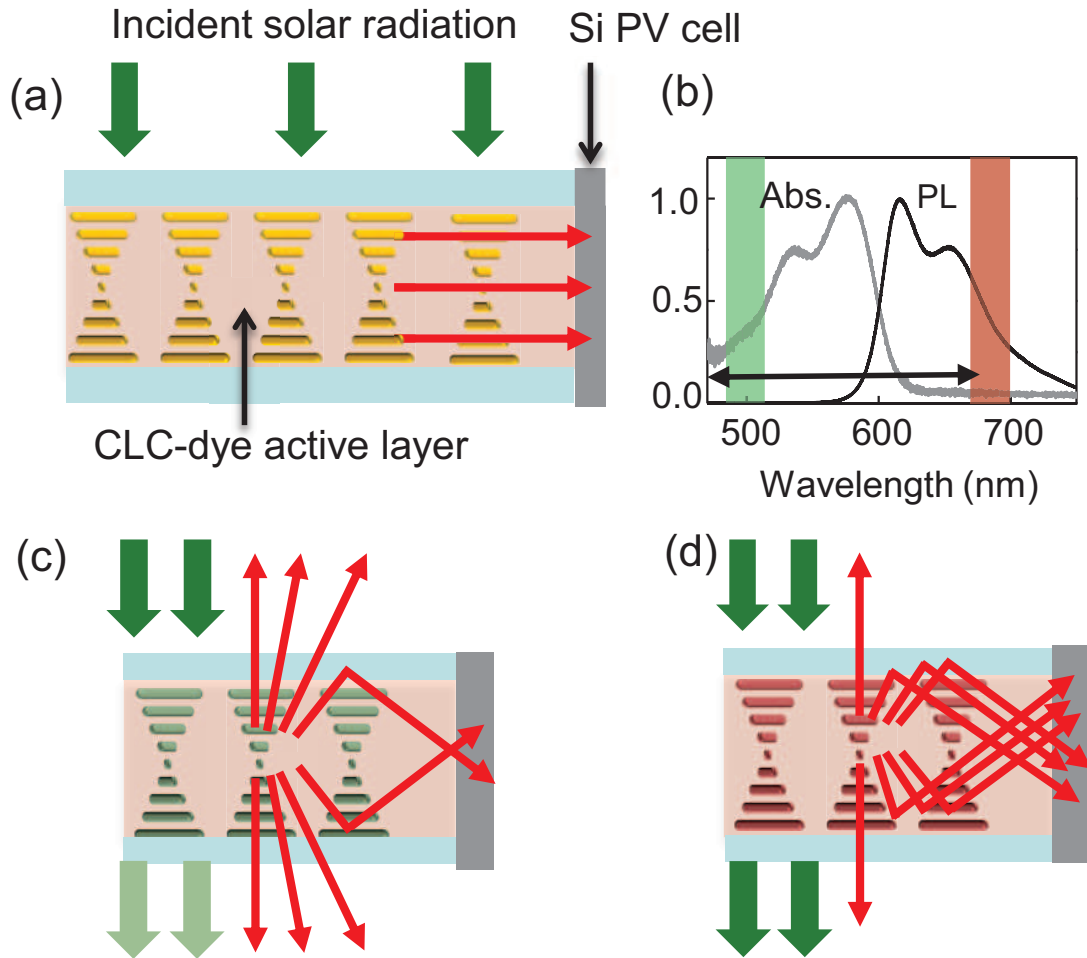 Incident solar radiation
Si PV cell
(a)
CLC-dye active layer
(b)
Abs.
PL
1.0
0.5
0.0
500 600 700
Wavelength (nm)
(c)
(d)